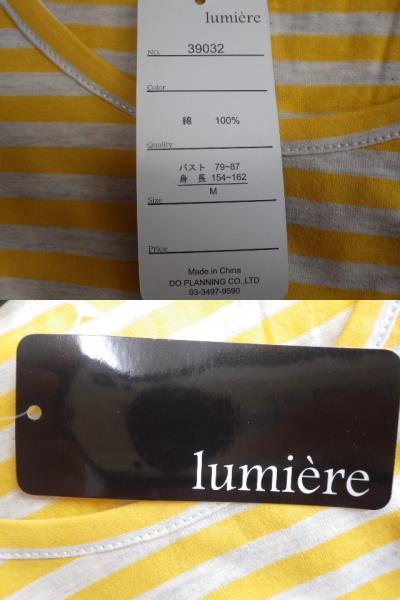 lumière
NO. 39032
Color
綿 100%
Quality
バスト 79~87
身 長 154~162
M
Size
Price
Made in China
DO PLANNING CO.,LTD
03-3497-9590
lumière